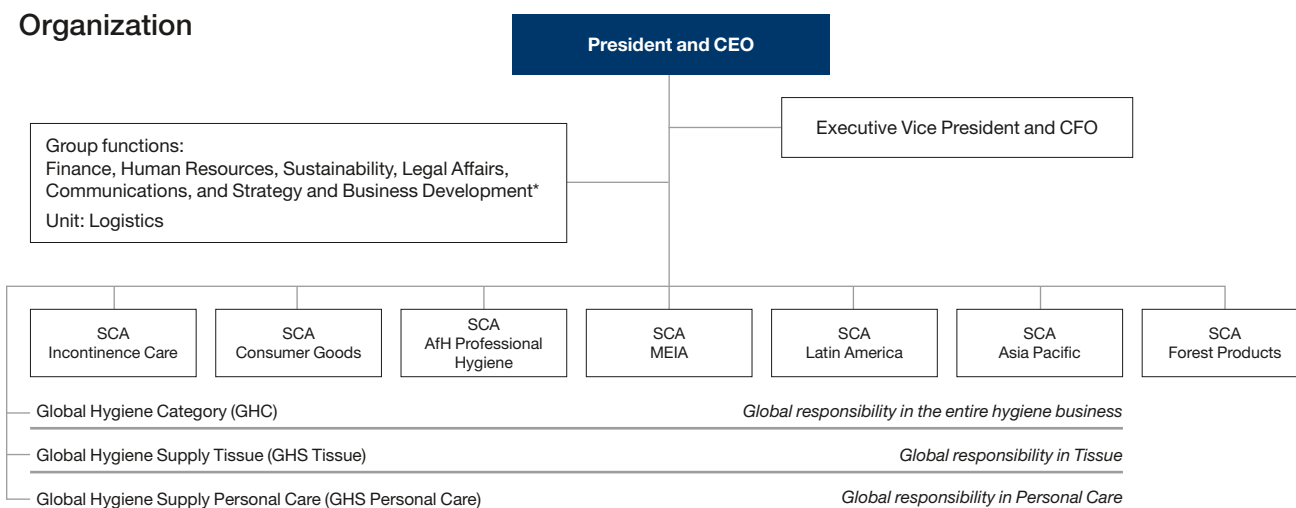 Organization
President and CEO
Executive Vice President and CFO
Group functions:
Finance, Human Resources, Sustainability, Legal Affairs,
Communications, and Strategy and Business Development*
Unit: Logistics
SCA
Incontinence Care
SCA
Consumer Goods
SCA
AfH Professional
Hygiene
SCA
MEIA
SCA
Latin America
SCA
Asia Pacific
SCA
Forest Products
Global Hygiene Category (GHC) Global responsibility in the entire hygiene business
Global Hygiene Supply Tissue (GHS Tissue) Global responsibility in Tissue
Global Hygiene Supply Personal Care (GHS Personal Care) Global responsibility in Personal Care